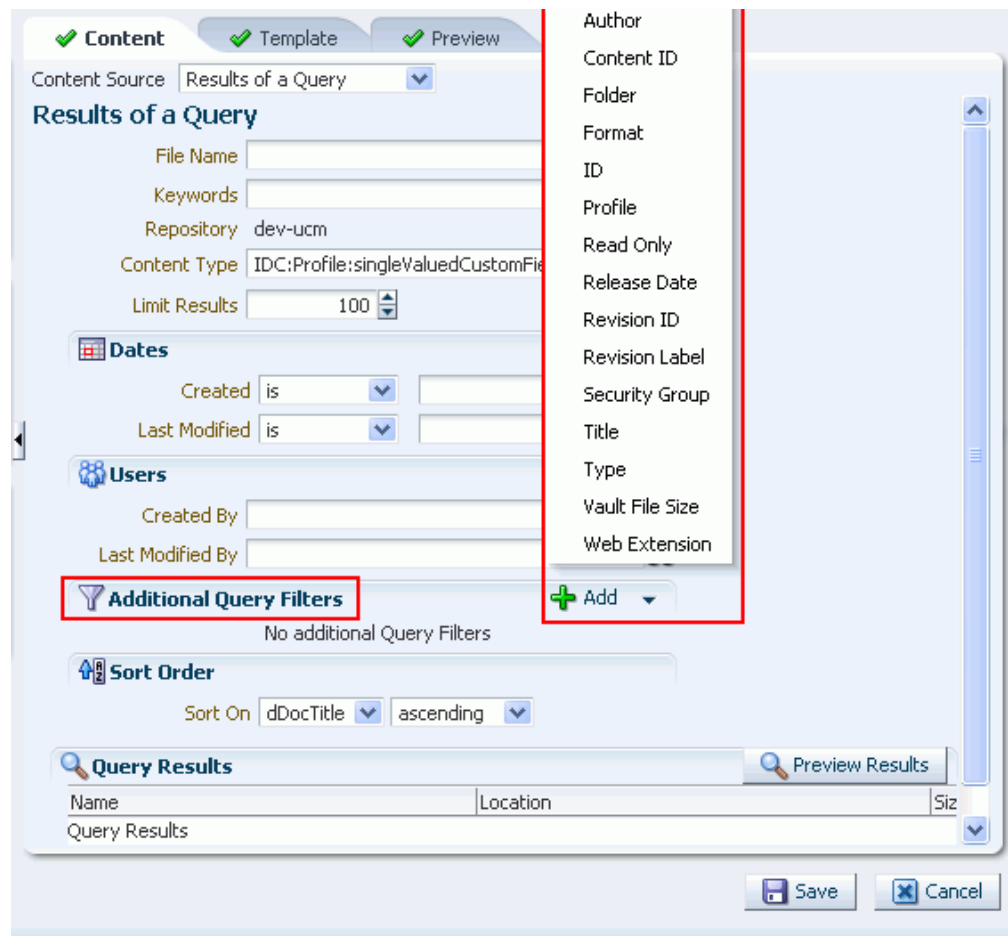 Content
Template
Preview
Content Source Results of a Query
Results of a Query
File Name
Keywords
Repository dev-ucm
Content Type IDC:Profile:singleValuedCustomFie
Limit Results 100
Dates
Created is
Last Modified is
Users
Created By
Last Modified By
Author
Content ID
Folder
Format
ID
Profile
Read Only
Release Date
Revision ID
Revision Label
Security Group
Title
Type
Vault File Size
Web Extension
Additional Query Filters Add
No additional Query Filters
Sort Order
Sort On dDocTitle ascending
Query Results Preview Results
Name Location Siz
Query Results
Save Cancel